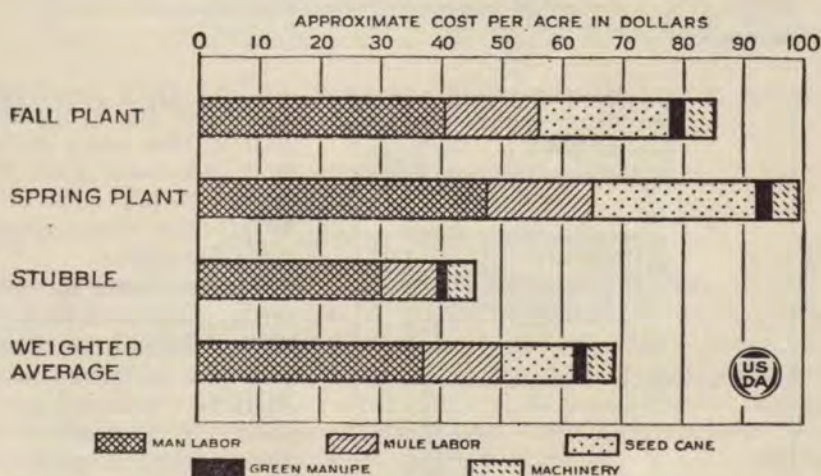 APPROXIMATE COST PER ACRE IN DOLLARS
0 10 20 30 40 50 60 70 80 90 100
FALL PLANT
SPRING PLANT
STUBBLE
WEIGHTED
AVERAGE
US
DA
MAN LABOR MULE LABOR SEED CANE
GREEN MANUPE MACHINERY